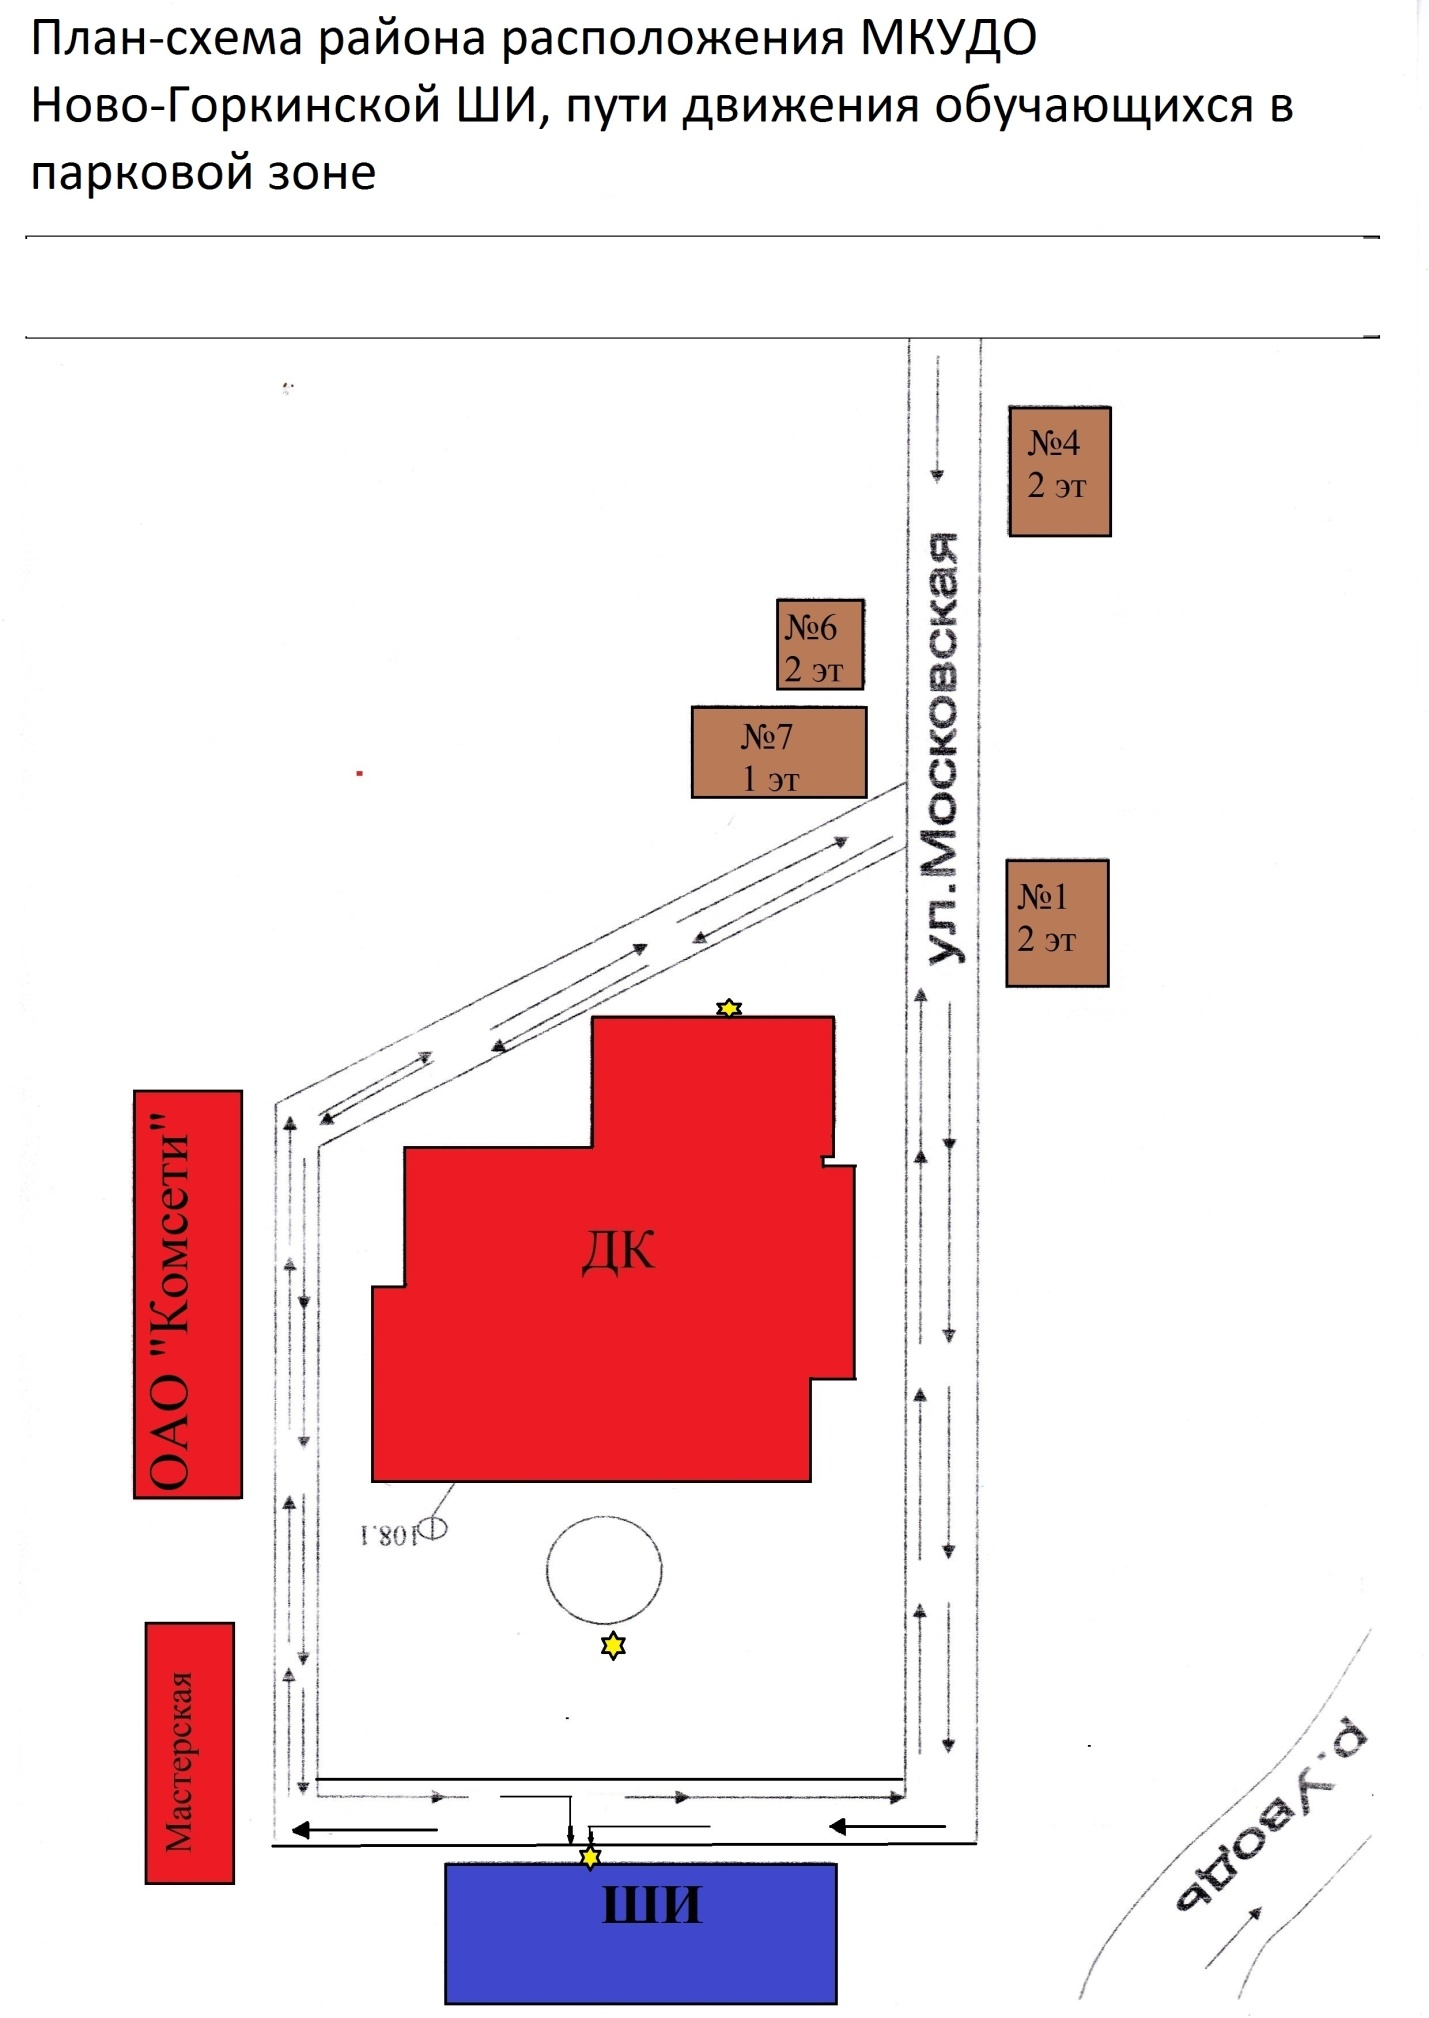 План-схема района расположения МКУДО
Ново-Горкинской ШИ, пути движения обучающихся в
парковой зоне
№4
2 эт
ул.Московская
№6
2 эт
№7
1 эт
№1
2 эт
ОАО "Комсети"
ДК
108.1
Мастерская
р.Уводь
ШИ